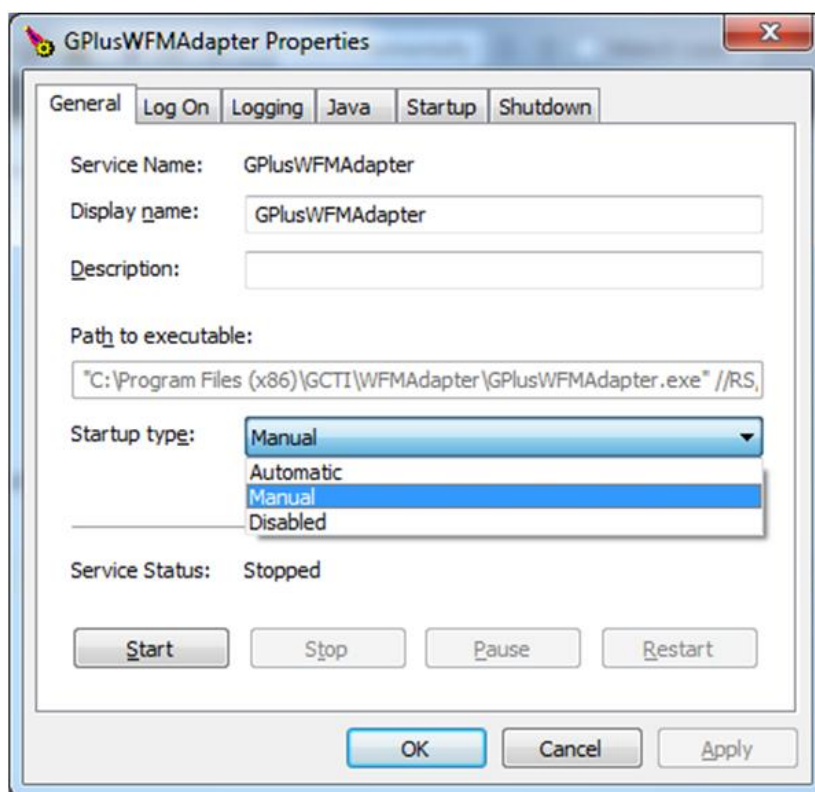 GPlusWFMAdapter Properties
General Log On Logging Java Startup Shutdown
Service Name: GPlusWFMAdapter
Display name: GPlusWFMAdapter
Description:
Path to executable:
"C:\Program Files (x86)\GCTI\WFMAdapter\GPlusWFMAdapter.exe" //RS,
Startup type: Manual
Automatic
Manual
Disabled
Service Status: Stopped
Start Stop Pause Restart
OK Cancel Apply